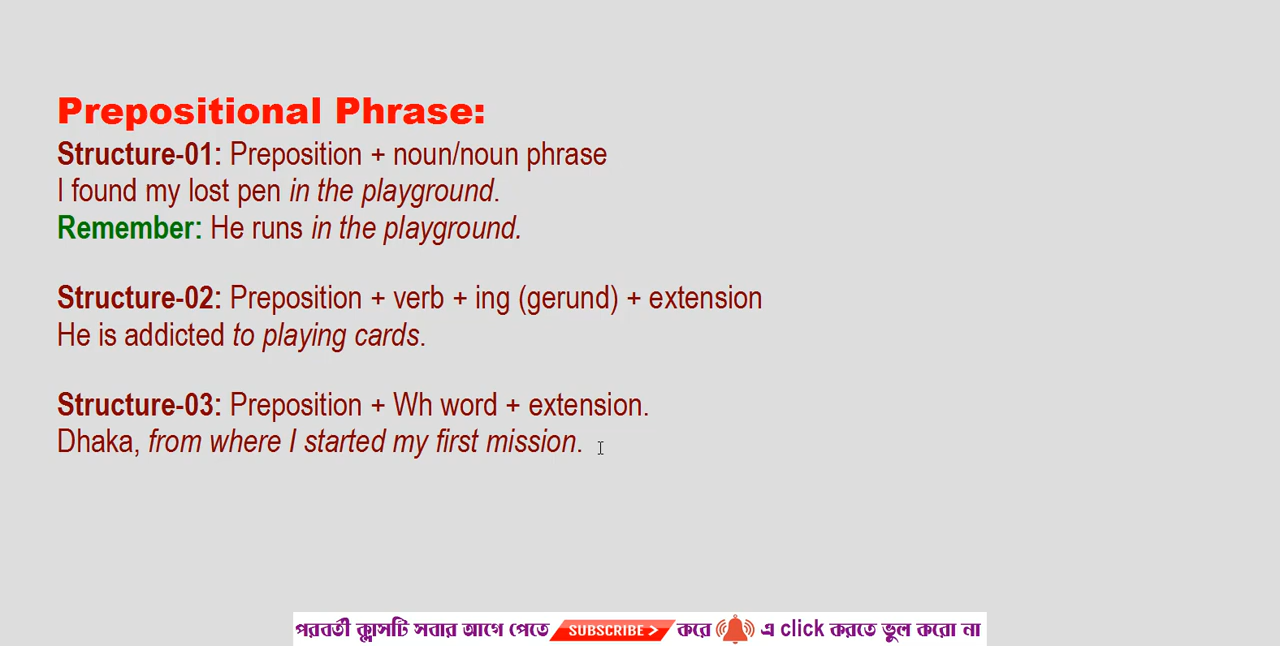 Prepositional Phrase:
Structure-01: Preposition + noun/noun phrase
I found my lost pen in the playground.
Remember: He runs in the playground.
Structure-02: Preposition + verb + ing (gerund) + extension
He is addicted to playing cards.
Structure-03: Preposition + Wh word + extension.
Dhaka, from where I started my first mission.
পরবর্তী ক্লাসটি সবার আগে পেতে SUBSCRIBE > করে এ click করতে ভুল করো না